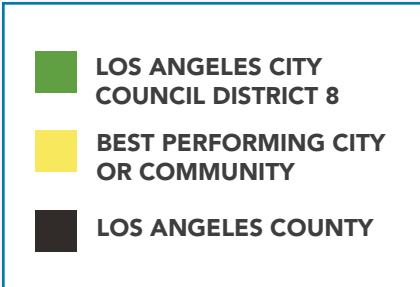 LOS ANGELES CITY
COUNCIL DISTRICT 8
BEST PERFORMING CITY
OR COMMUNITY
LOS ANGELES COUNTY